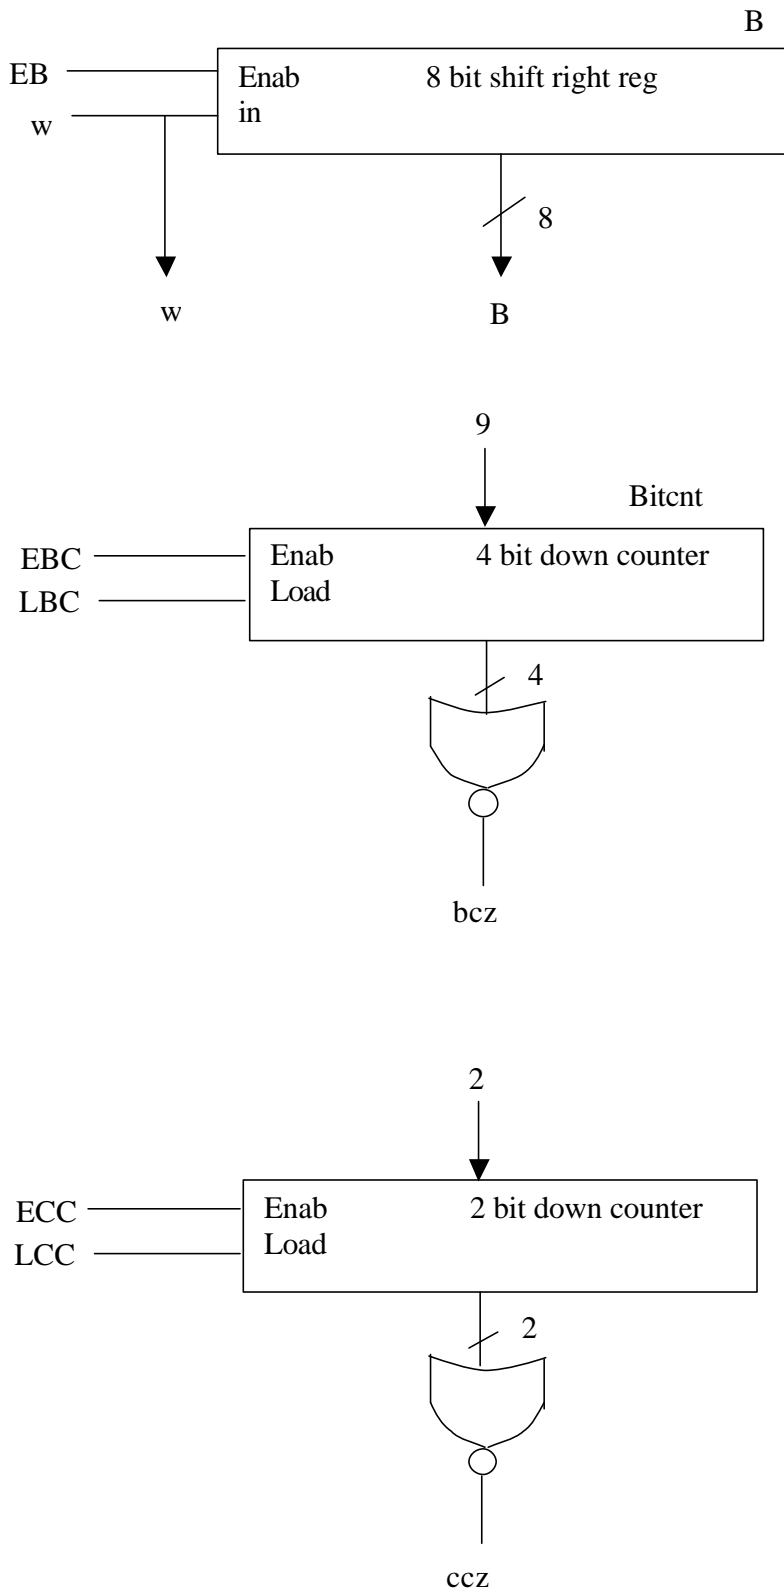 B
EB Enab 8 bit shift right reg
w in
8
w B
9
Bitcnt
EBC Enab 4 bit down counter
LBC Load
4
bcz
2
ECC Enab 2 bit down counter
LCC Load
2
ccz